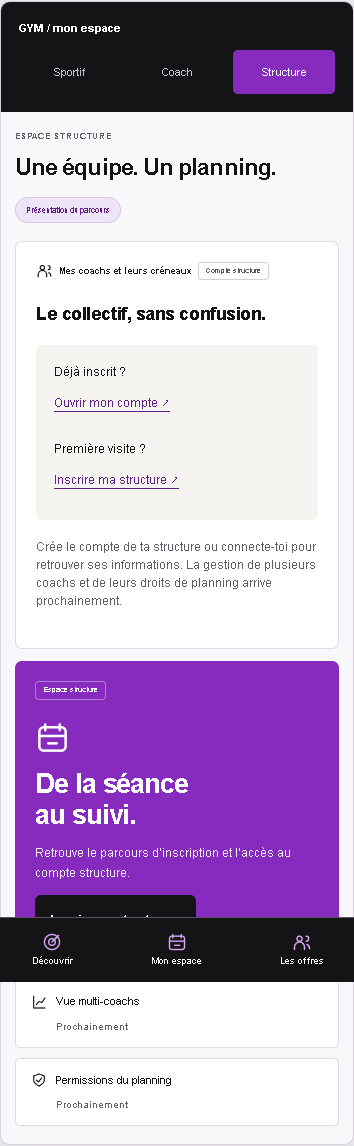 GYM / mon espace
Sportif
Coach
Structure
ESPACE STRUCTURE
Une équipe. Un planning.
Présentation du parcours
Mes coachs et leurs créneaux
Compte structure
Le collectif, sans confusion.
Déjà inscrit ?
Ouvrir mon compte ↗
Première visite ?
Inscrire ma structure ↗
Crée le compte de ta structure ou connecte-toi pour
retrouver ses informations. La gestion de plusieurs
coachs et de leurs droits de planning arrive
prochainement.
Espace structure
De la séance
au suivi.
Retrouve le parcours d'inscription et l'accès au
compte structure.
Découvrir
Mon espace
Les offres
Vue multi-coachs
Prochainement
Permissions du planning
Prochainement